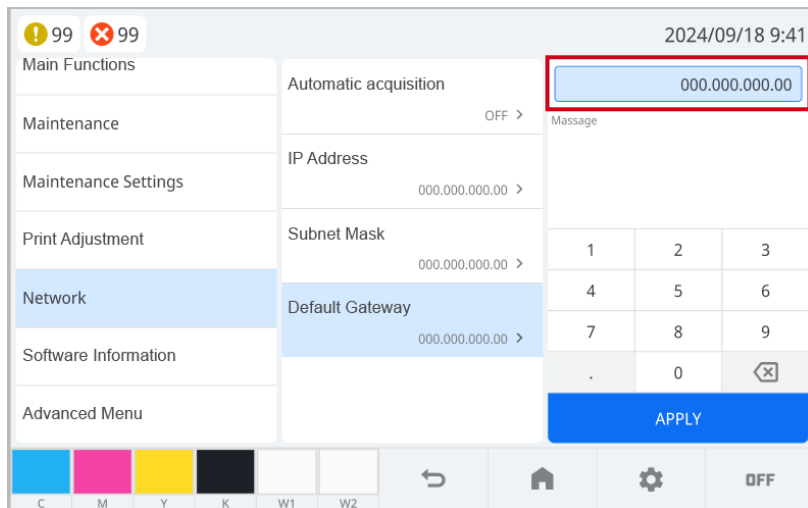 99 99 2024/09/18 9:41
Main Functions
Maintenance
Maintenance Settings
Print Adjustment
Network
Software Information
Advanced Menu
Automatic acquisition
OFF >
IP Address
000.000.000.00 >
Subnet Mask
000.000.000.00 >
Default Gateway
000.000.000.00 >
000.000.000.00
Massage
1 2 3
4 5 6
7 8 9
. 0
APPLY
C M Y K W1 W2
OFF